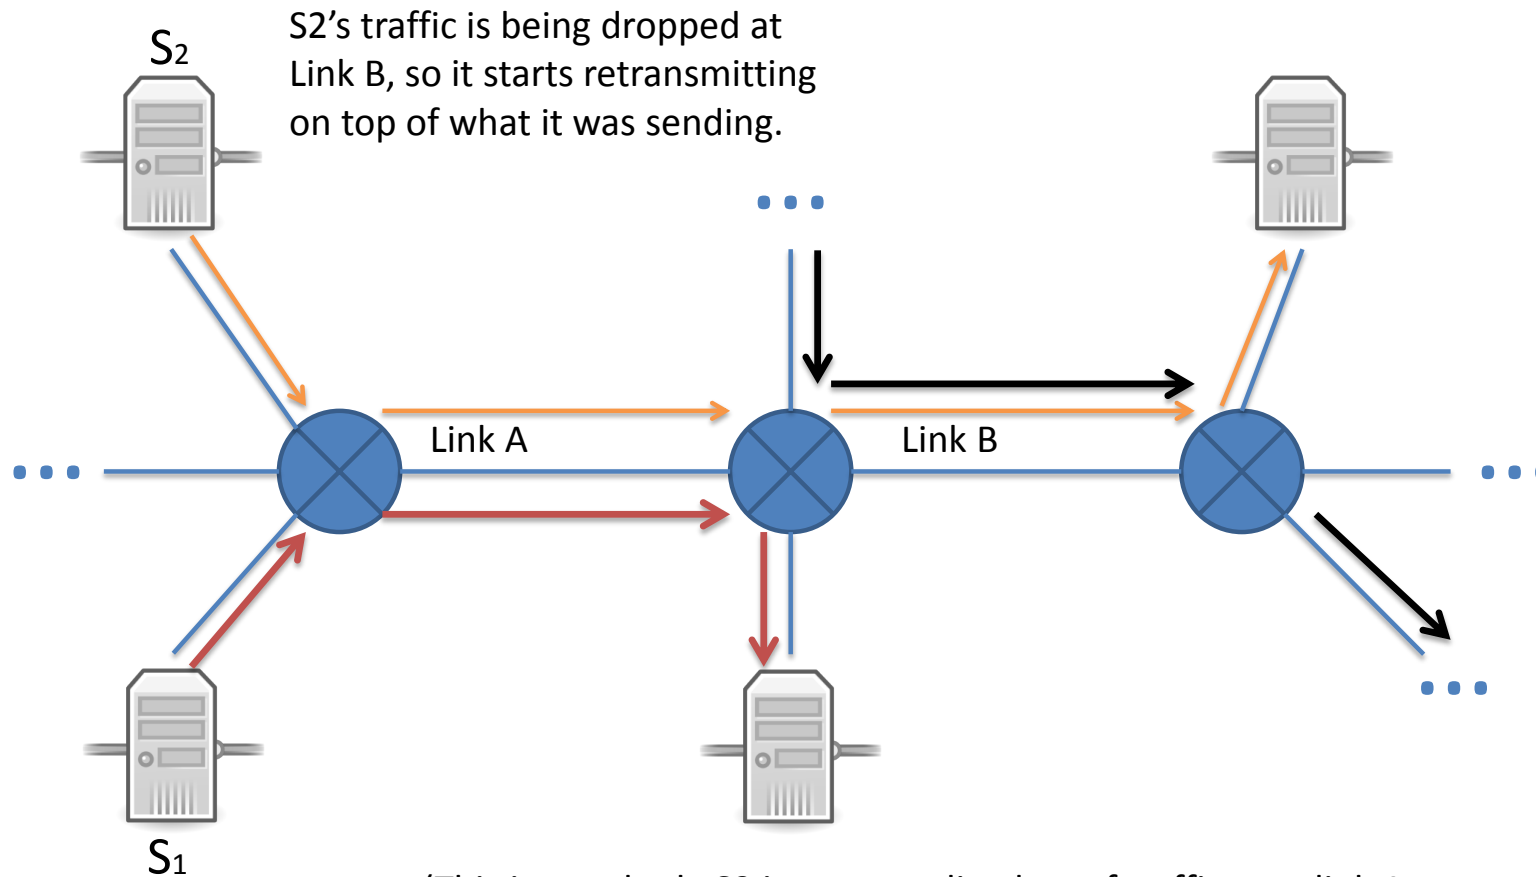 S2
S2’s traffic is being dropped at
Link B, so it starts retransmitting
on top of what it was sending.
Link A
Link B
S1